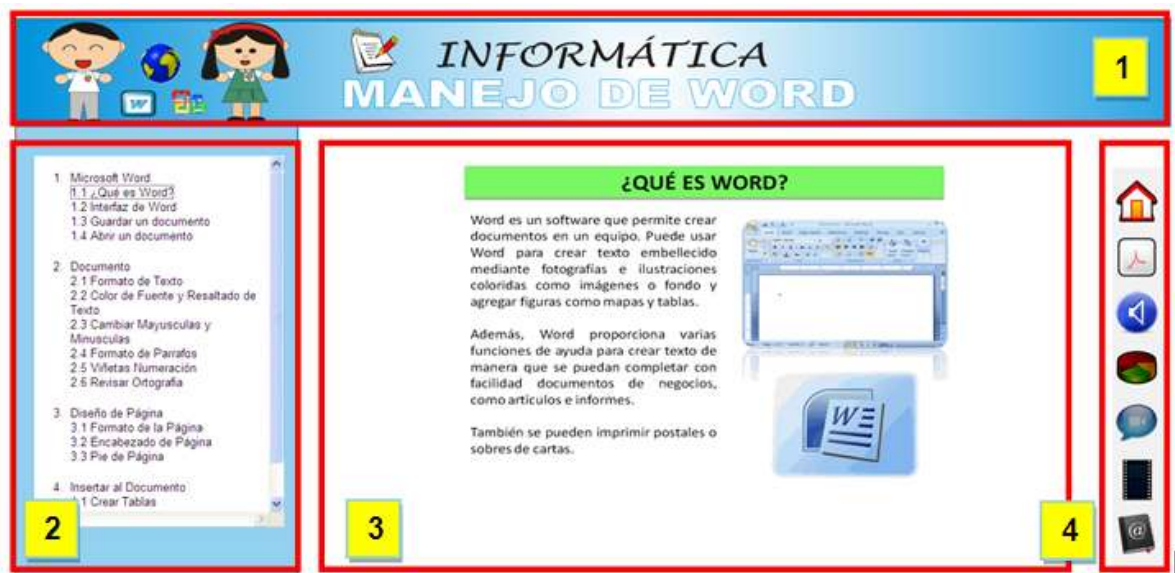 INFORMÁTICA
MANEJO DE WORD
1
1 Microsoft Word
1.1 ¿Qué es Word?
1.2 Interfaz de Word
1.3 Guardar un documento
1.4 Abrir un documento
2 Documento
2.1 Formato de Texto
2.2 Color de Fuente y Resaltado de
Texto
2.3 Cambiar Mayusculas y
Minusculas
2.4 Formato de Parrafos
2.5 Viñetas Numeración
2.6 Revisar Ortografia
3 Diseño de Página
3.1 Formato de la Página
3.2 Encabezado de Página
3.3 Pie de Página
4 Insertar al Documento
4.1 Crear Tablas
2
¿QUÉ ES WORD?
Word es un software que permite crear
documentos en un equipo. Puede usar
Word para crear texto embellecido
mediante fotografías e ilustraciones
coloridas como imágenes o fondo y
agregar figuras como mapas y tablas.
Además, Word proporciona varias
funciones de ayuda para crear texto de
manera que se puedan completar con
facilidad documentos de negocios,
como artículos e informes.
También se pueden imprimir postales o
sobres de cartas.
W
3
4